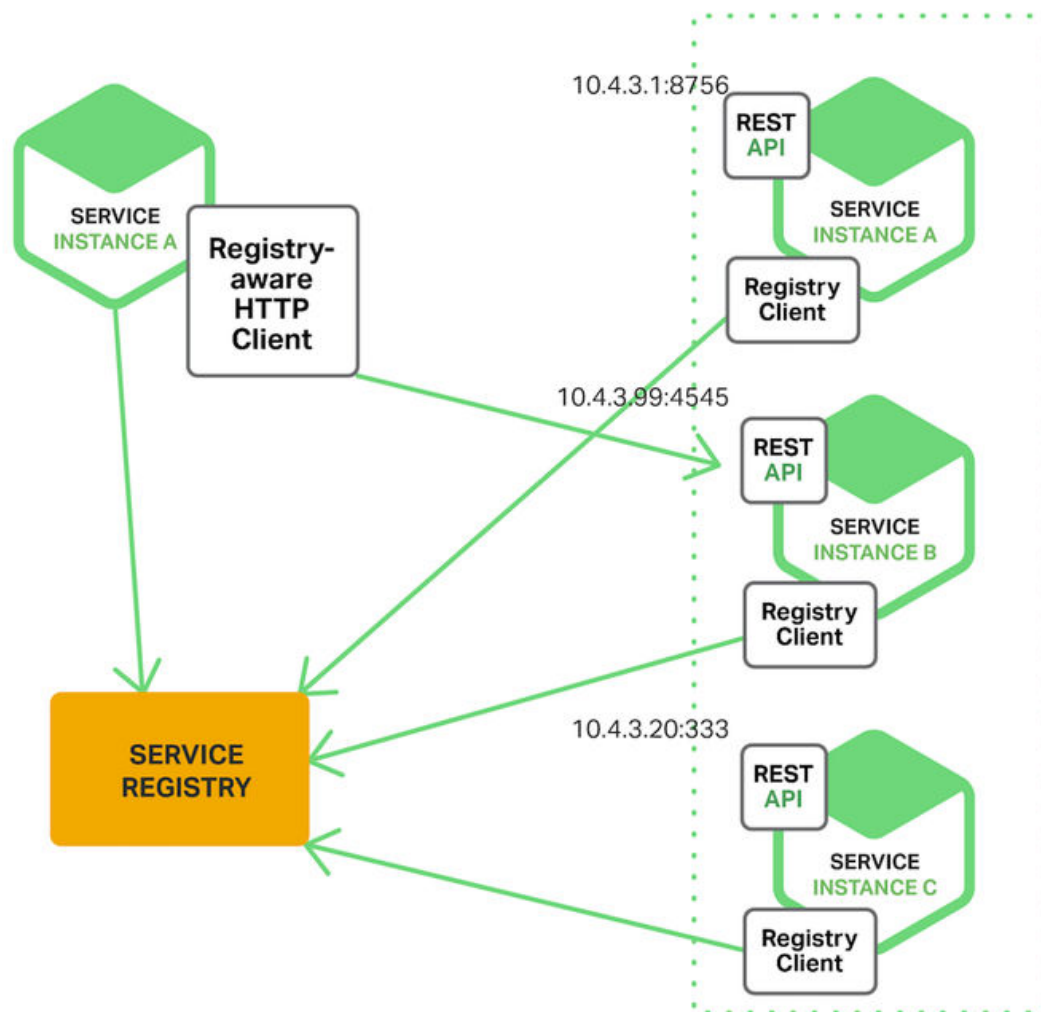 10.4.3.1:8756
REST
API
SERVICE
INSTANCE A
Registry
Client
SERVICE
INSTANCE A
Registry-
aware
HTTP
Client
10.4.3.99:4545
REST
API
SERVICE
INSTANCE B
Registry
Client
SERVICE
REGISTRY
10.4.3.20:333
REST
API
SERVICE
INSTANCE C
Registry
Client